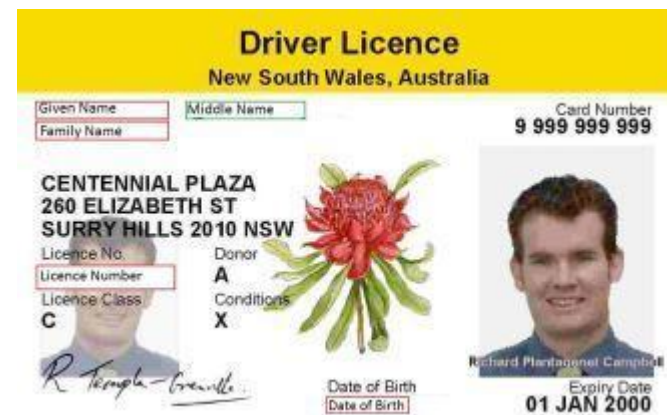 Driver Licence
New South Wales, Australia
Given Name Middle Name
Card Number
Family Name
9 999 999 999
CENTENNIAL PLAZA
260 ELIZABETH ST
SURRY HILLS 2010 NSW
Licence No. Donor
Licence Number A
Licence Class Conditions
C X
Richard Plantagenet Campbell
R Temple-Grenville
Date of Birth Expiry Date
Date of Birth 01 JAN 2000